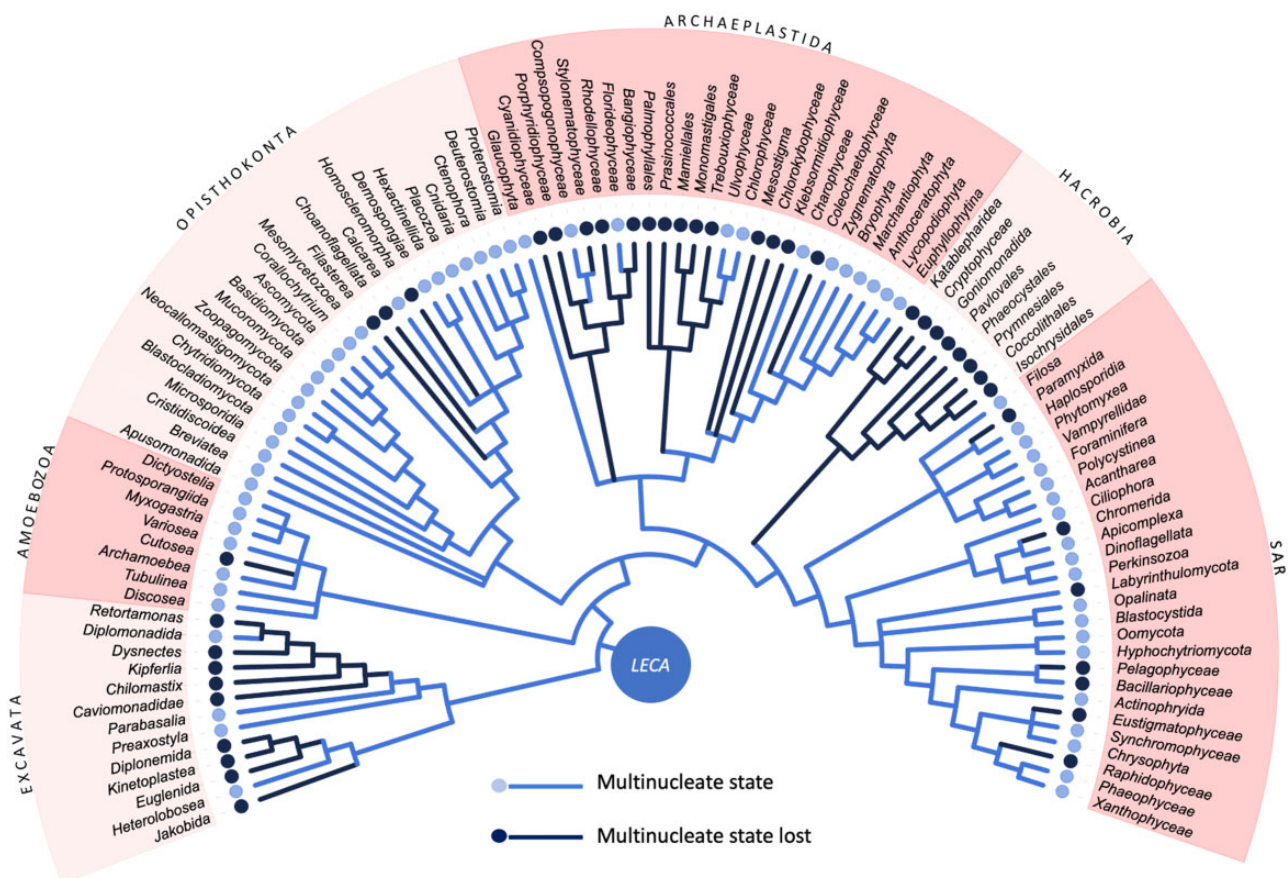 ARCHAEPLASTIDA
OPISTHOKONTA
HACROBIA
AMOEBOZOA
SAR
EXCAVATA
Jakobida
Heterolobosea
Euglenida
Kinetoplastea
Diplonemida
Preaxostyla
Parabasalia
Caviomonadidae
Chilomastix
Kipferlia
Dysnectes
Diplomonadida
Retortamonas
Discosea
Tubulinea
Archamoebea
Cutosea
Variosea
Myxogastria
Protosporangiida
Dictyostelia
Apusomonadida
Breviatea
Cristidiscoidea
Microsporidia
Blastocladiomycota
Chytridiomycota
Neocallomastigomycota
Zoopagomycota
Mucoromycota
Basidiomycota
Ascomycota
Corallochytrium
Mesomycetozoea
Filasterea
Choanoflagellata
Calcarea
Homoscleromorpha
Demospongiae
Hexactinellida
Placozoa
Cnidaria
Ctenophora
Deuterostomia
Proterostomia
Glaucophyta
Cyanidiophyceae
Porphyridiophyceae
Compsopogonophyceae
Stylonematophyceae
Rhodellophyceae
Florideophyceae
Bangiophyceae
Palmophyllales
Prasinococcales
Mamiellales
Monomastigales
Trebouxiophyceae
Ulvophyceae
Chlorophyceae
Mesostigma
Chlorokybophyceae
Klebsormidiophyceae
Charophyceae
Coleochaetophyceae
Zygnematophyta
Bryophyta
Marchantiophyta
Anthoceratophyta
Lycopodiophyta
Euphyllophytina
Katablepharidea
Cryptophyceae
Goniomonadida
Pavlovales
Phaeocystales
Prymnesiales
Coccolithales
Isochrysidales
Filosa
Paramyxida
Haplosporidia
Phytomyxea
Vampyrellidae
Foraminifera
Polycystinea
Acantharea
Ciliophora
Chromerida
Apicomplexa
Dinoflagellata
Perkinsozoa
Labyrinthulomycota
Opalinata
Blastocystida
Oomycota
Hyphochytriomycota
Pelagophyceae
Bacillariophyceae
Actinophryida
Eustigmatophyceae
Synchromophyceae
Chrysophyta
Raphidophyceae
Phaeophyceae
Xanthophyceae
LECA
Multinucleate state
Multinucleate state lost